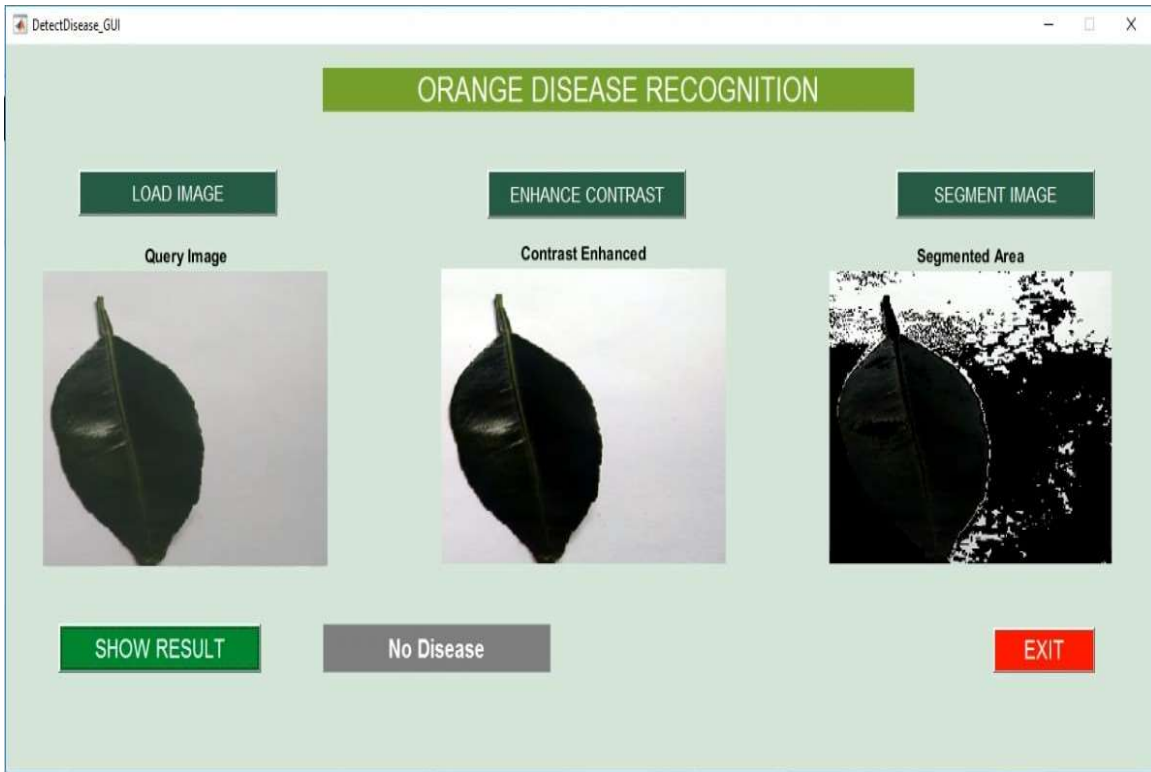 DetectDisease_GUI
ORANGE DISEASE RECOGNITION
LOAD IMAGE
ENHANCE CONTRAST
SEGMENT IMAGE
Query Image
Contrast Enhanced
Segmented Area
SHOW RESULT
No Disease
EXIT